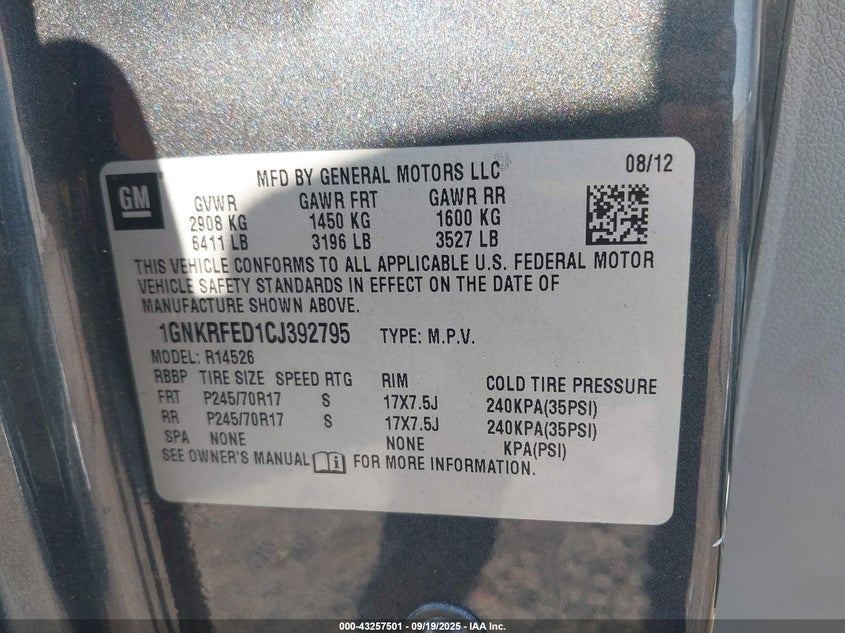 GM
MFD BY GENERAL MOTORS LLC 08/12
GVWR GAWR FRT GAWR RR
2908 KG 1450 KG 1600 KG
6411 LB 3196 LB 3527 LB
THIS VEHICLE CONFORMS TO ALL APPLICABLE U.S. FEDERAL MOTOR
VEHICLE SAFETY STANDARDS IN EFFECT ON THE DATE OF
MANUFACTURE SHOWN ABOVE.
1GNKRFED1CJ392795 TYPE: M.P.V.
MODEL: R14526
RBBP TIRE SIZE SPEED RTG RIM COLD TIRE PRESSURE
FRT P245/70R17 S 17X7.5J 240KPA(35PSI)
RR P245/70R17 S 17X7.5J 240KPA(35PSI)
SPA NONE NONE KPA(PSI)
SEE OWNER'S MANUAL FOR MORE INFORMATION.
000-43257501 - 09/19/2025 - IAA Inc.